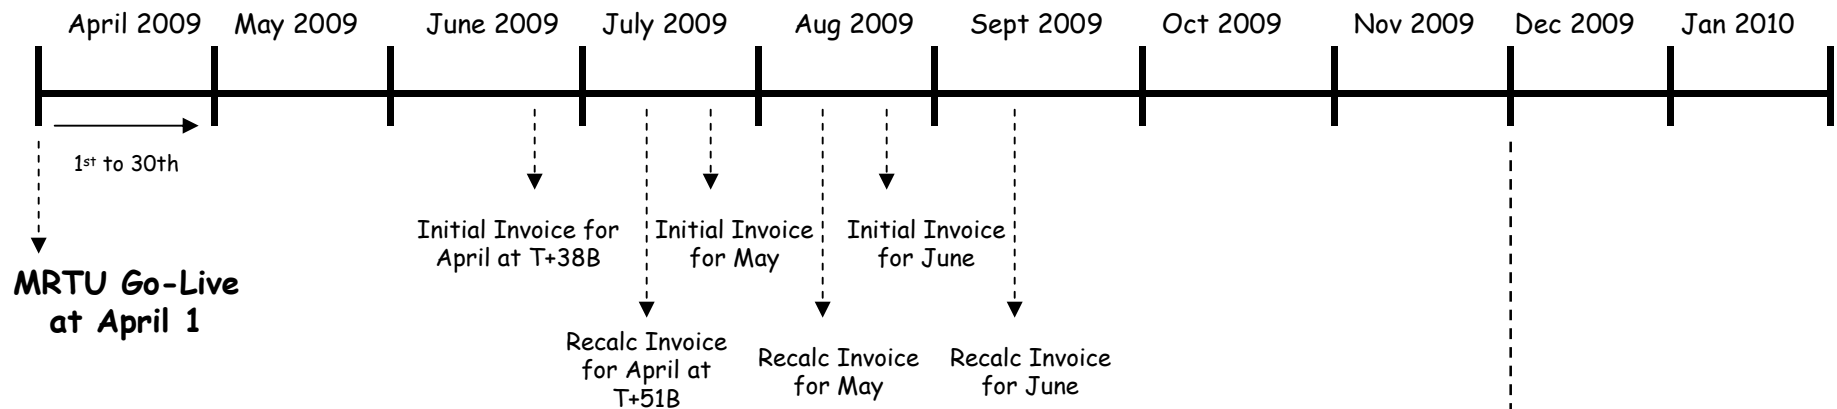 April 2009 May 2009 June 2009 July 2009 Aug 2009 Sept 2009 Oct 2009 Nov 2009 Dec 2009 Jan 2010
1st to 30th
Initial Invoice for
April at T+38B
Initial Invoice
for May
Initial Invoice
for June
MRTU Go-Live
at April 1
Recalc Invoice
for April at
T+51B
Recalc Invoice
for May
Recalc Invoice
for June